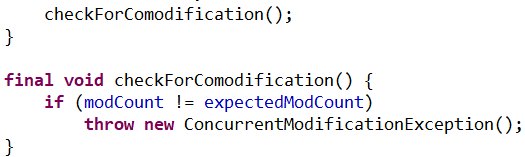 checkForComodification();
}
final void checkForComodification() {
if (modCount != expectedModCount)
throw new ConcurrentModificationException();
}